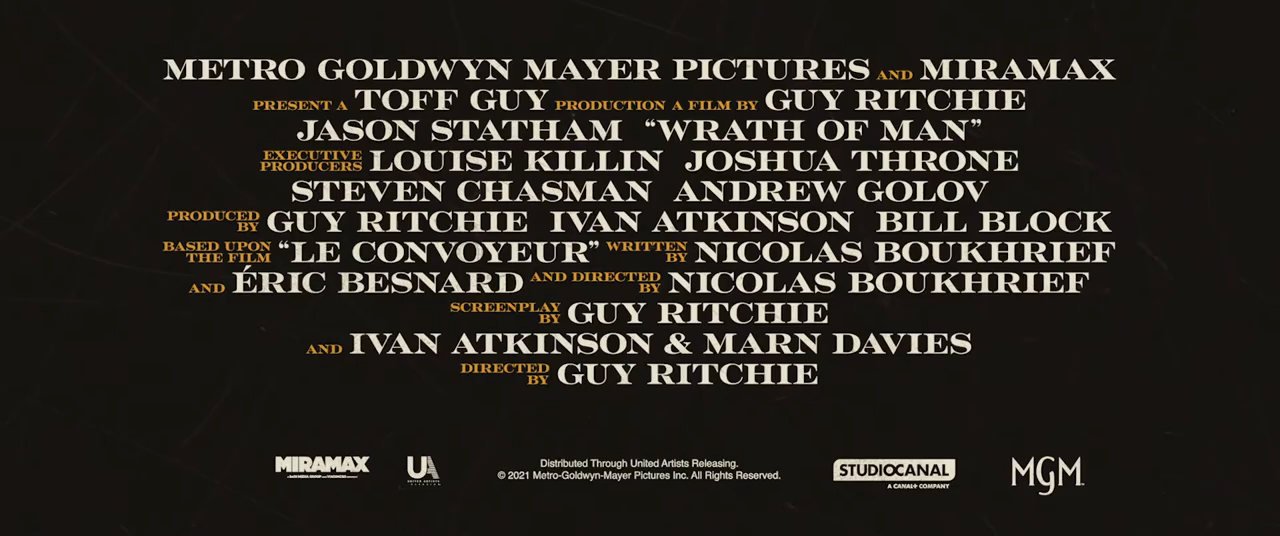 METRO GOLDWYN MAYER PICTURES AND MIRAMAX
PRESENT A TOFF GUY PRODUCTION A FILM BY GUY RITCHIE
JASON STATHAM “WRATH OF MAN”
EXECUTIVE PRODUCERS LOUISE KILLIN JOSHUA THRONE
STEVEN CHASMAN ANDREW GOLOV
PRODUCED BY GUY RITCHIE IVAN ATKINSON BILL BLOCK
BASED UPON THE FILM “LE CONVOYEUR” WRITTEN BY NICOLAS BOUKHRIEF
AND ÉRIC BESNARD AND DIRECTED BY NICOLAS BOUKHRIEF
SCREENPLAY BY GUY RITCHIE
AND IVAN ATKINSON & MARN DAVIES
DIRECTED BY GUY RITCHIE
MIRAMAX
UA
UNITED ARTISTS
Distributed Through United Artists Releasing.
© 2021 Metro-Goldwyn-Mayer Pictures Inc. All Rights Reserved.
STUDIOCANAL
A CANAL+ COMPANY
MGM